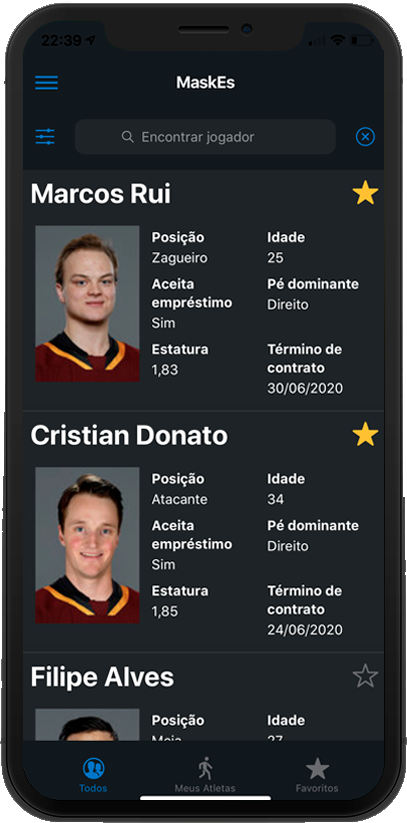 22:39
MaskEs
Encontrar jogador
Marcos Rui
Posição Idade
Zagueiro 25
Aceita empréstimo Pé dominante
Sim Direito
Estatura Término de contrato
1,83 30/06/2020
Cristian Donato
Posição Idade
Atacante 34
Aceita empréstimo Pé dominante
Sim Direito
Estatura Término de contrato
1,85 24/06/2020
Filipe Alves
Posição Idade
Meia 27
Todos Meus Atletas Favoritos